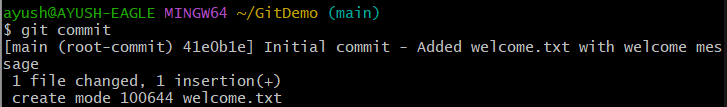 ayush@AYUSH-EAGLE MINGW64 ~/GitDemo (main)
$ git commit
[main (root-commit) 41e0b1e] Initial commit - Added welcome.txt with welcome mes
sage
 1 file changed, 1 insertion(+)
 create mode 100644 welcome.txt